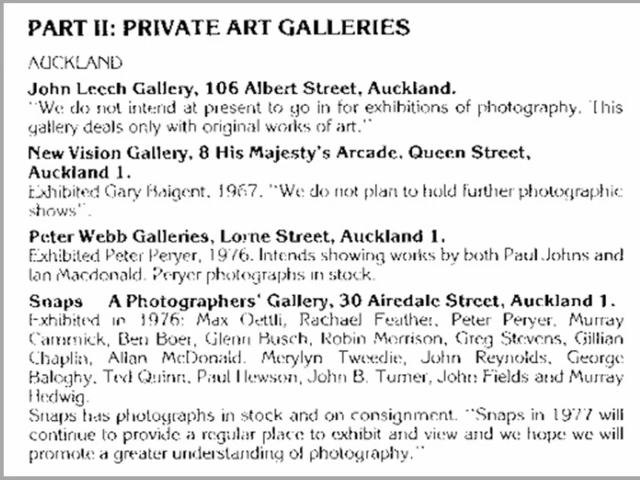 PART II: PRIVATE ART GALLERIES
AUCKLAND
John Leech Gallery, 106 Albert Street, Auckland.
"We do not intend at present to go in for exhibitions of photography. This
gallery deals only with original works of art."
New Vision Gallery, 8 His Majesty's Arcade, Queen Street,
Auckland 1.
Exhibited Gary Baigent, 1967. "We do not plan to hold further photographic
shows".
Peter Webb Galleries, Lorne Street, Auckland 1.
Exhibited Peter Peryer, 1976. Intends showing works by both Paul Johns and
Ian Macdonald. Peryer photographs in stock.
Snaps A Photographers' Gallery, 30 Airedale Street, Auckland 1.
Exhibited in 1976: Max Oettli, Rachael Feather, Peter Peryer, Murray
Cammick, Ben Boer, Glenn Busch, Robin Morrison, Greg Stevens, Gillian
Chaplin, Allan McDonald, Merylyn Tweedie, John Reynolds, George
Baloghy, Ted Quinn, Paul Hewson, John B. Turner, John Fields and Murray
Hedwig.
Snaps has photographs in stock and on consignment. "Snaps in 1977 will
continue to provide a regular place to exhibit and view and we hope we will
promote a greater understanding of photography."